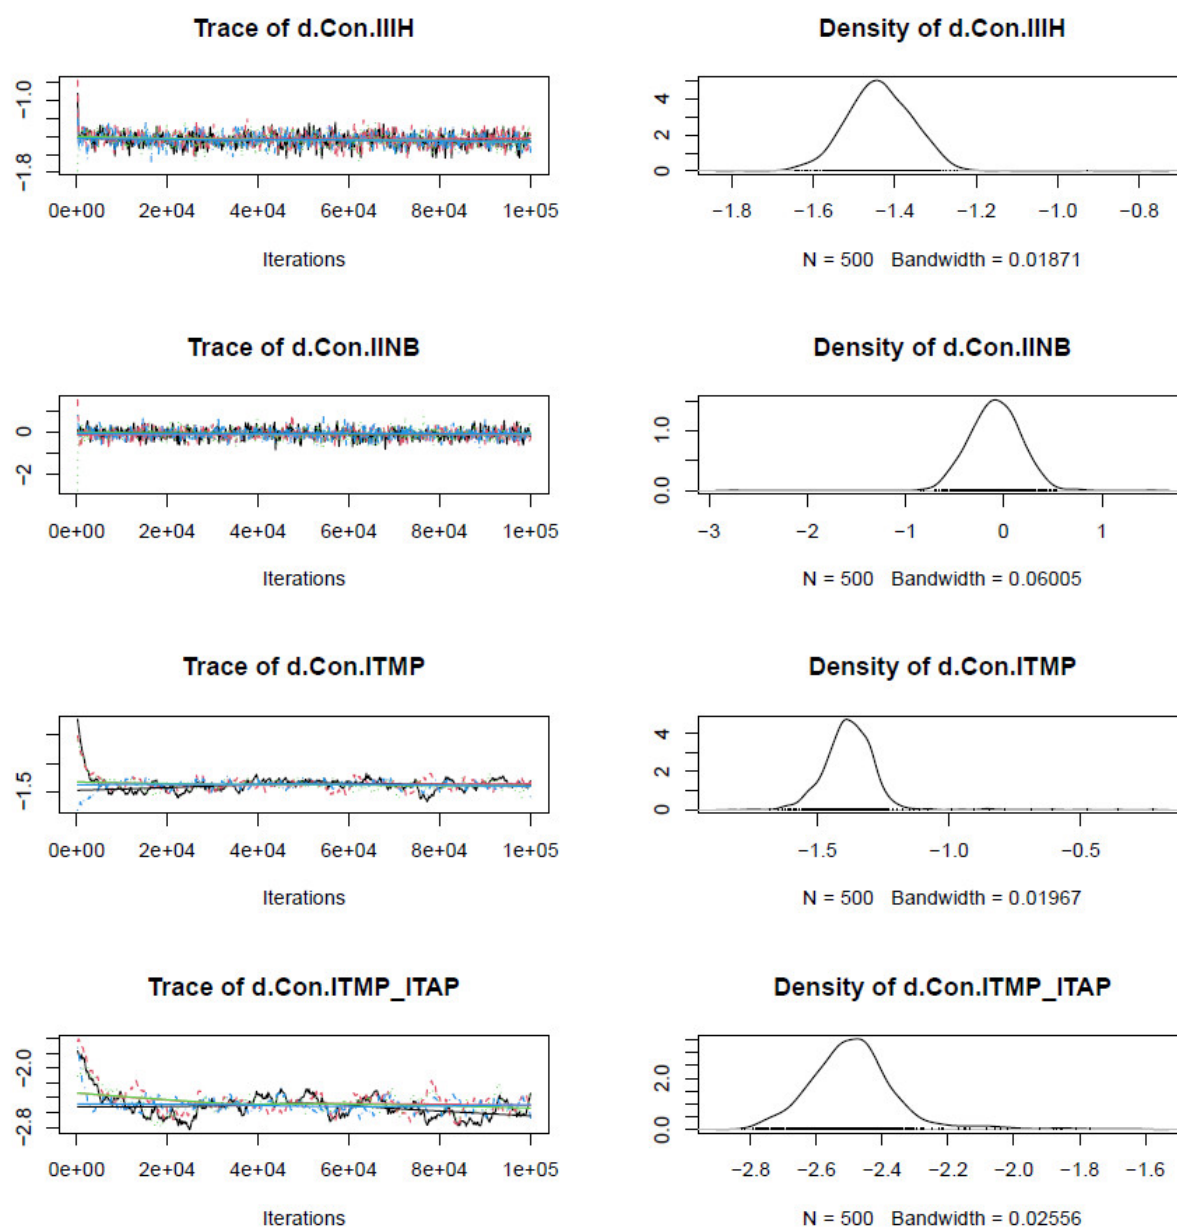 Trace of d.Con.IIIH
Density of d.Con.IIIH
−1.0
−1.8
0e+00 2e+04 4e+04 6e+04 8e+04 1e+05
Iterations
4
2
0
−1.8 −1.6 −1.4 −1.2 −1.0 −0.8
N = 500 Bandwidth = 0.01871
Trace of d.Con.IINB
Density of d.Con.IINB
0
−2
0e+00 2e+04 4e+04 6e+04 8e+04 1e+05
Iterations
1.0
0.0
−3 −2 −1 0 1
N = 500 Bandwidth = 0.06005
Trace of d.Con.ITMP
Density of d.Con.ITMP
−1.5
0e+00 2e+04 4e+04 6e+04 8e+04 1e+05
Iterations
4
2
0
−1.5 −1.0 −0.5
N = 500 Bandwidth = 0.01967
Trace of d.Con.ITMP_ITAP
Density of d.Con.ITMP_ITAP
−2.0
−2.8
0e+00 2e+04 4e+04 6e+04 8e+04 1e+05
Iterations
2.0
0.0
−2.8 −2.6 −2.4 −2.2 −2.0 −1.8 −1.6
N = 500 Bandwidth = 0.02556